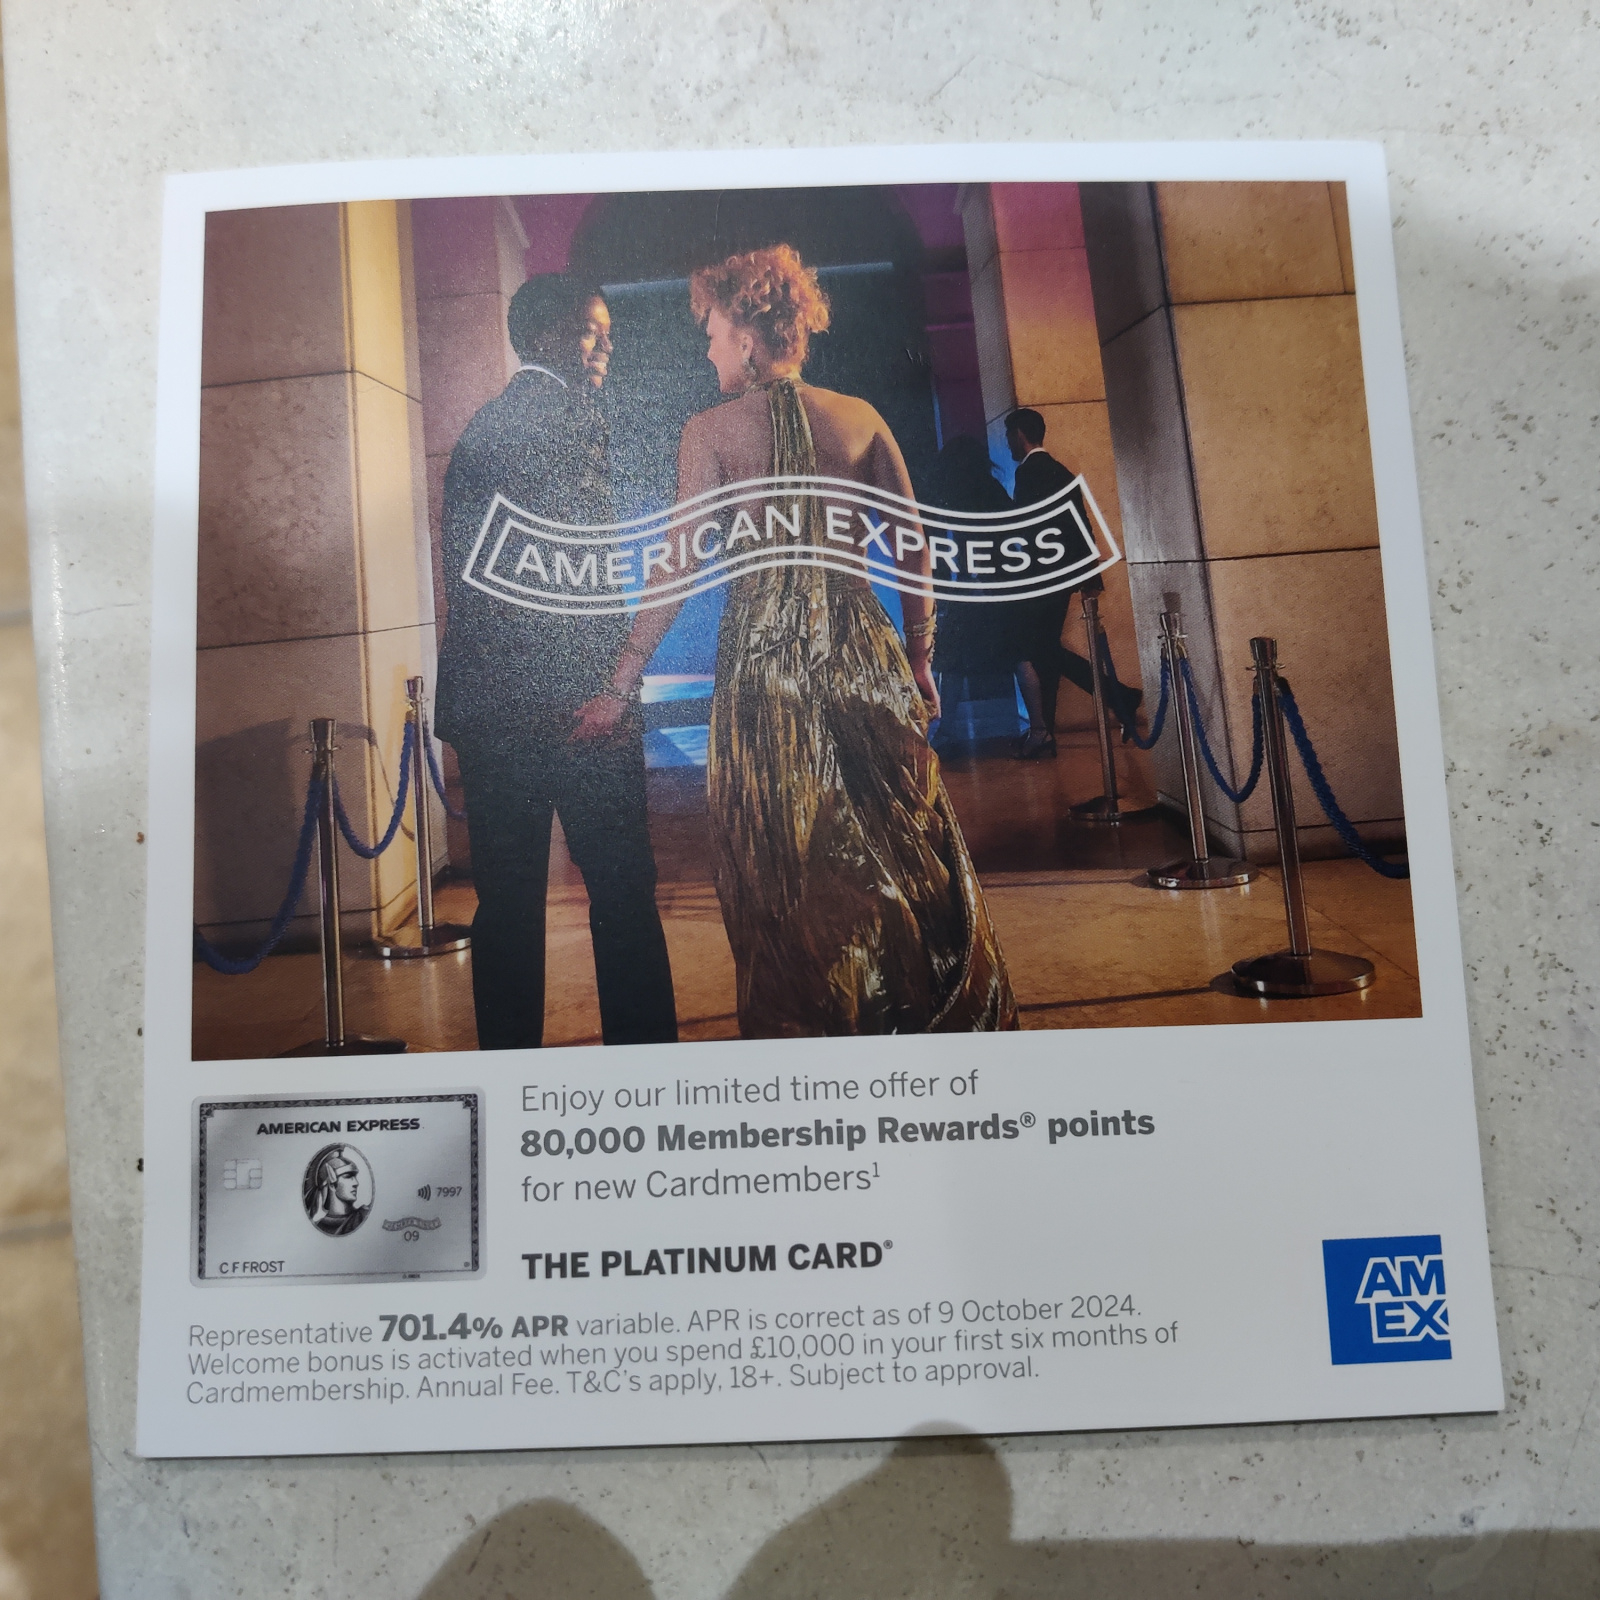 AMERICAN EXPRESS
AMERICAN EXPRESS
7997
09
C F FROST
Enjoy our limited time offer of
80,000 Membership Rewards® points
for new Cardmembers¹
THE PLATINUM CARD®
Representative 701.4% APR variable. APR is correct as of 9 October 2024.
Welcome bonus is activated when you spend £10,000 in your first six months of
Cardmembership. Annual Fee. T&C's apply, 18+. Subject to approval.
AM
EX